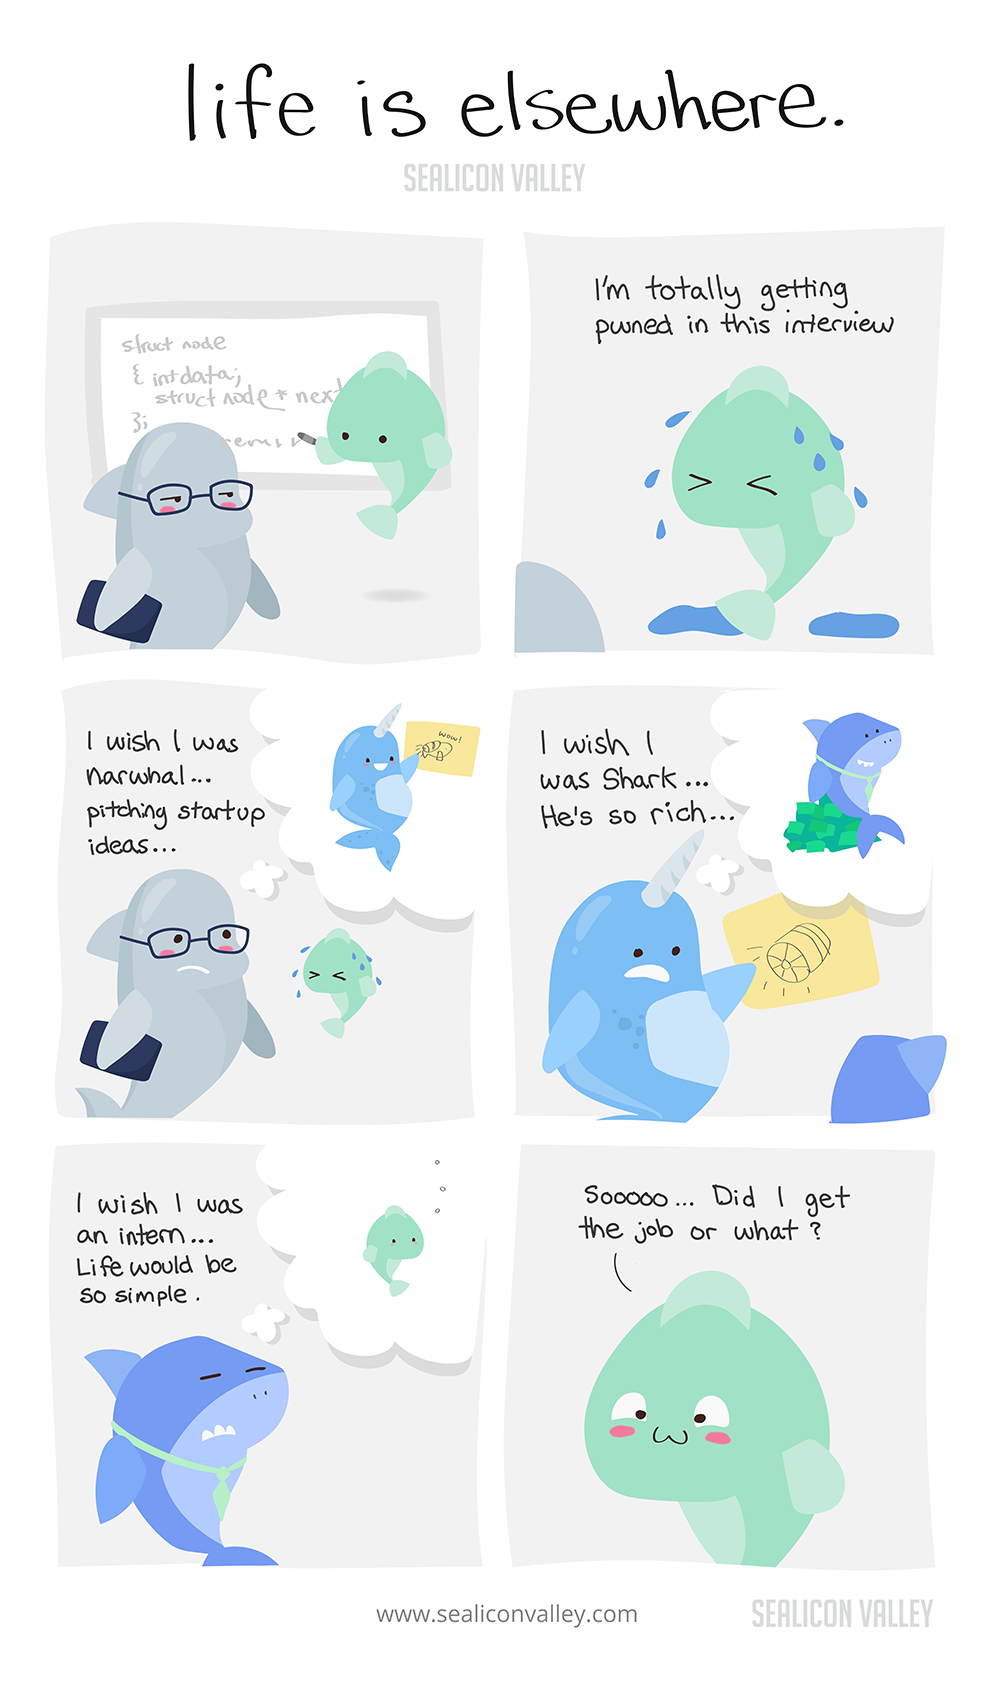 life is elsewhere.
SEALICON VALLEY
struct node
{ int data;
struct node * next
};
I'm totally getting
pwned in this interview
I wish I was
narwhal...
pitching startup
ideas...
wow!
I wish I
was Shark...
He's so rich...
I wish I was
an intern...
Life would be
so simple.
Sooooo... Did I get
the job or what?
www.sealiconvalley.com
SEALICON VALLEY